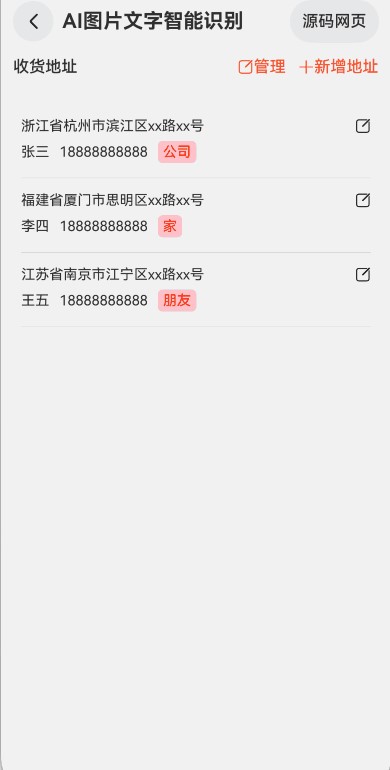 AI图片文字智能识别 源码网页
收货地址 管理 +新增地址
浙江省杭州市滨江区xx路xx号
张三 18888888888 公司
福建省厦门市思明区xx路xx号
李四 18888888888 家
江苏省南京市江宁区xx路xx号
王五 18888888888 朋友